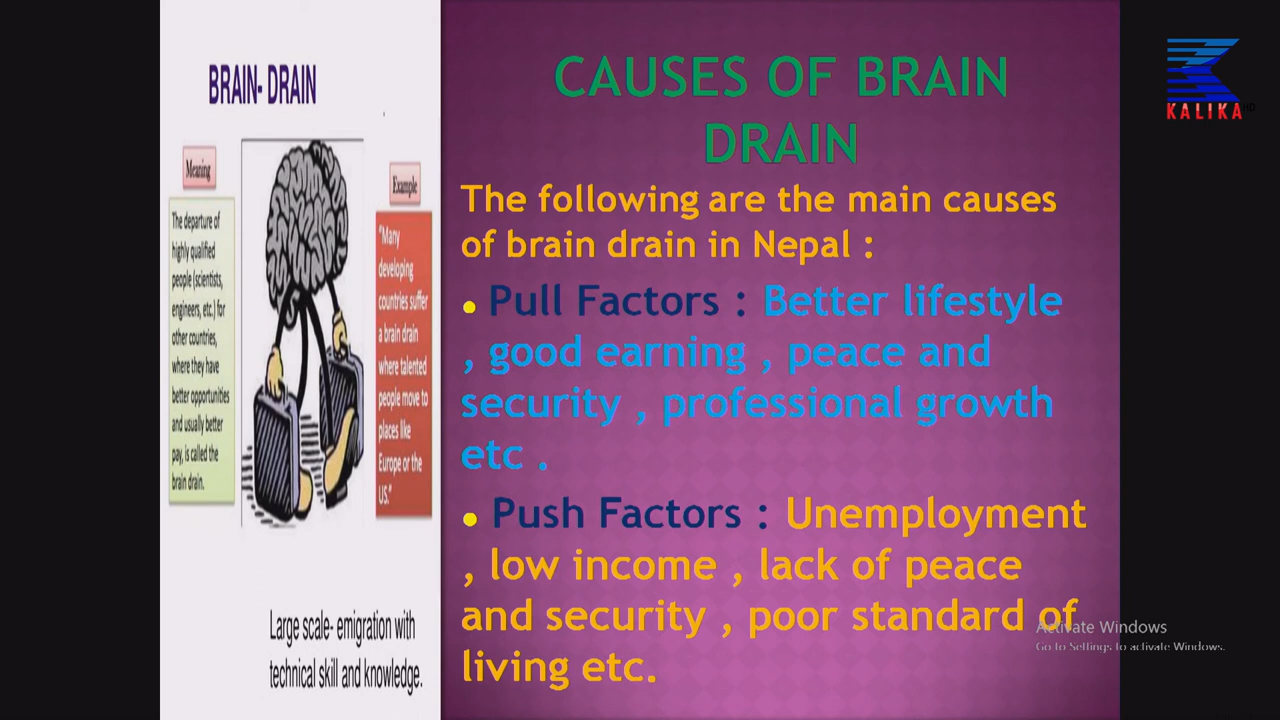 BRAIN- DRAIN
Meaning
The departure of
highly qualified
people (scientists,
engineers, etc.) for
other countries,
where they have
better opportunities
and usually better
pay, is called the
brain drain.
Example
"Many
developing
countries suffer
a brain drain
where talented
people move to
places like
Europe or the
US."
Large scale- emigration with
technical skill and knowledge.
CAUSES OF BRAIN
DRAIN
The following are the main causes
of brain drain in Nepal :
• Pull Factors : Better lifestyle
, good earning , peace and
security , professional growth
etc .
• Push Factors : Unemployment
, low income , lack of peace
and security , poor standard of
living etc.
KALIKA HD
Activate Windows
Go to Settings to activate Windows.